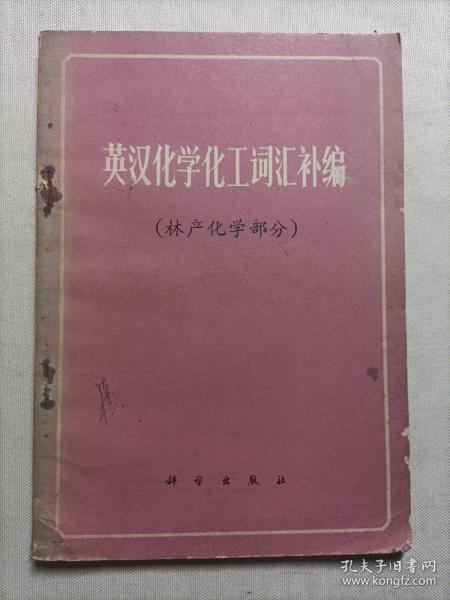 英汉化学化工词汇补编
(林产化学部分)
科学出版社
孔夫子旧书网
www.kongfz.com